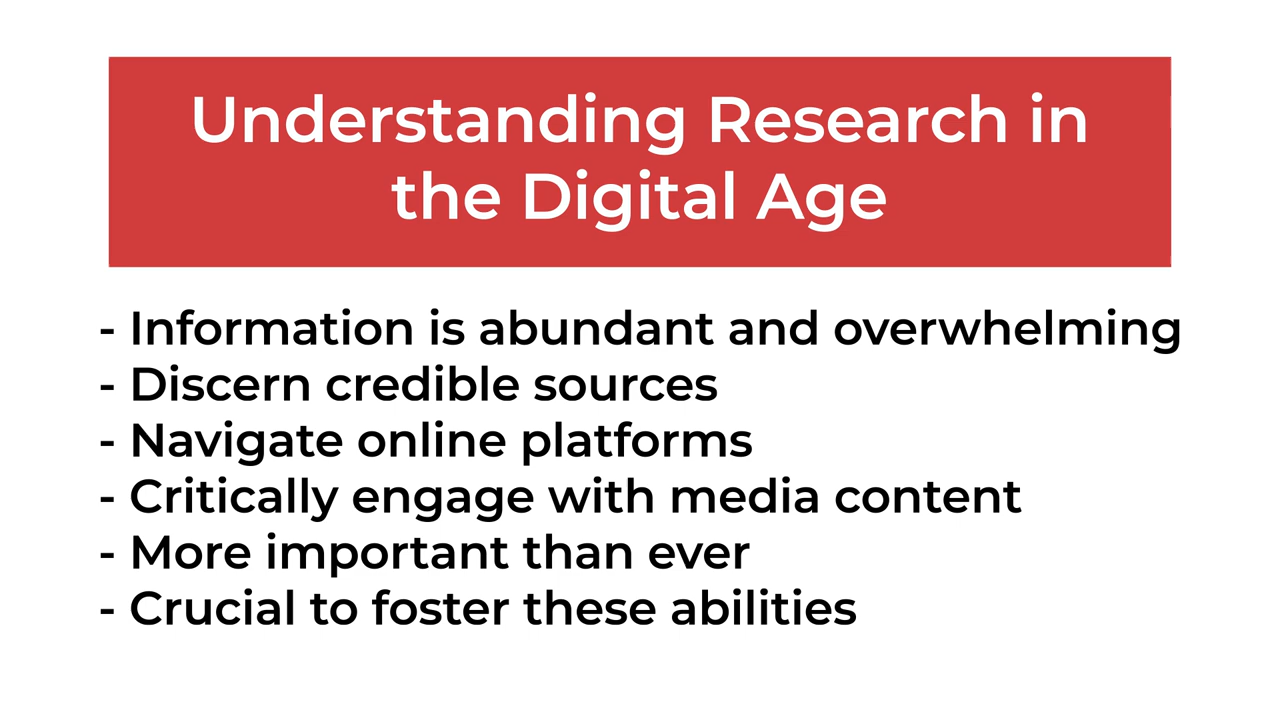 Understanding Research in
the Digital Age
- Information is abundant and overwhelming
- Discern credible sources
- Navigate online platforms
- Critically engage with media content
- More important than ever
- Crucial to foster these abilities